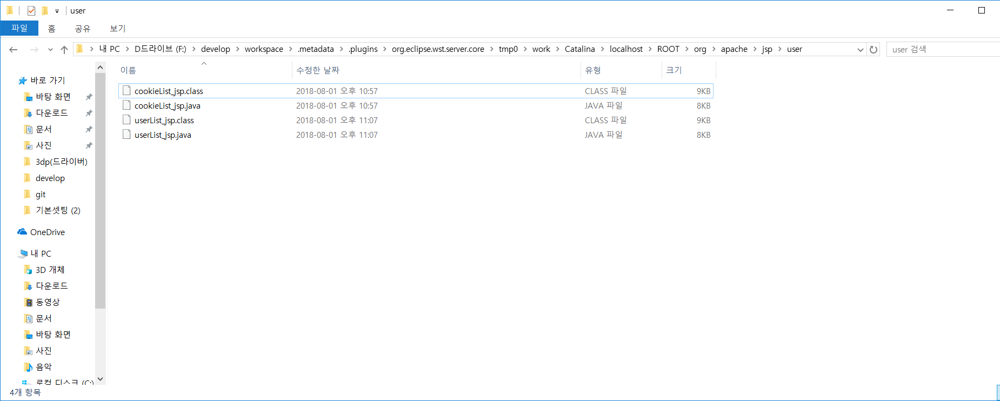 user
파일 홈 공유 보기
내 PC D드라이브 (F:) develop workspace .metadata .plugins org.eclipse.wst.server.core tmp0 work Catalina localhost ROOT org apache jsp user
user 검색
바로 가기
바탕 화면
다운로드
문서
사진
3dp(드라이버)
develop
git
기본셋팅 (2)
OneDrive
내 PC
3D 개체
다운로드
동영상
문서
바탕 화면
사진
음악
로컬 디스크 (C:)
이름 수정한 날짜 유형 크기
cookieList_jsp.class 2018-08-01 오후 10:57 CLASS 파일 9KB
cookieList_jsp.java 2018-08-01 오후 10:57 JAVA 파일 8KB
userList_jsp.class 2018-08-01 오후 11:07 CLASS 파일 9KB
userList_jsp.java 2018-08-01 오후 11:07 JAVA 파일 8KB
4개 항목